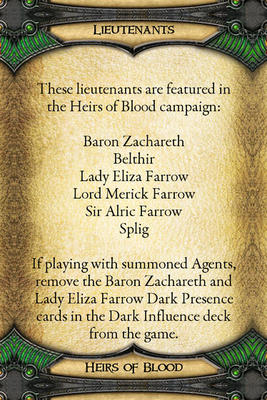 Lieutenants
These lieutenants are featured in
the Heirs of Blood campaign:
Baron Zachareth
Belthir
Lady Eliza Farrow
Lord Merick Farrow
Sir Alric Farrow
Splig
If playing with summoned Agents,
remove the Baron Zachareth and
Lady Eliza Farrow Dark Presence
cards in the Dark Influence deck
from the game.
Heirs of Blood